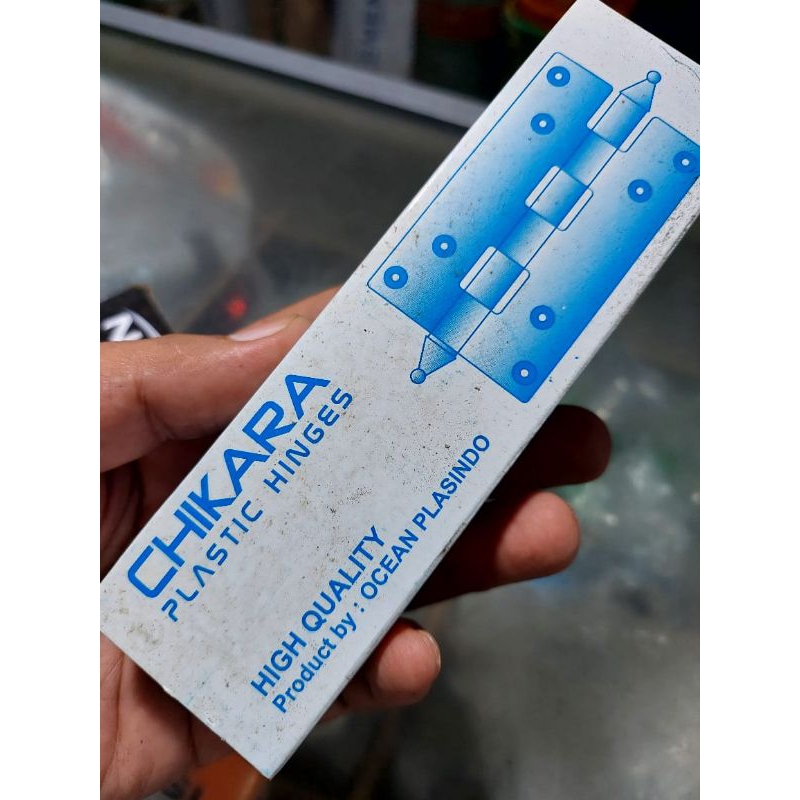 CHIKARA
PLASTIC HINGES
HIGH QUALITY
Product by : OCEAN PLASINDO